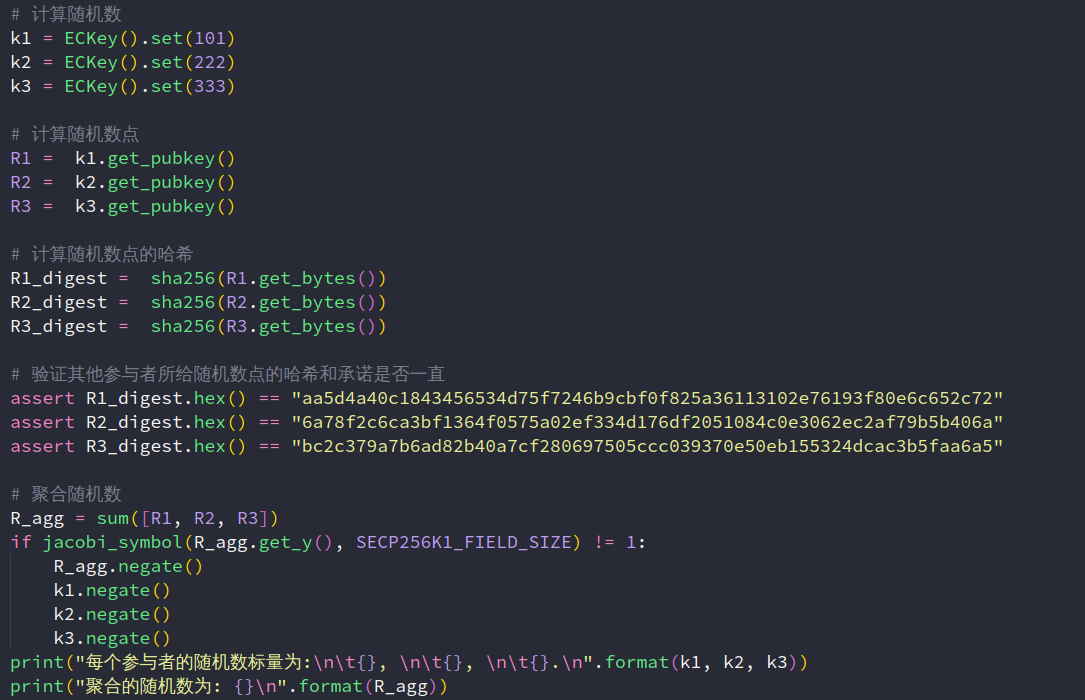 # 计算随机数
k1 = ECKey().set(101)
k2 = ECKey().set(222)
k3 = ECKey().set(333)
# 计算随机数点
R1 =  k1.get_pubkey()
R2 =  k2.get_pubkey()
R3 =  k3.get_pubkey()
# 计算随机数点的哈希
R1_digest =  sha256(R1.get_bytes())
R2_digest =  sha256(R2.get_bytes())
R3_digest =  sha256(R3.get_bytes())
# 验证其他参与者所给随机数点的哈希和承诺是否一直
assert R1_digest.hex() == "aa5d4a40c1843456534d75f7246b9cbf0f825a36113102e76193f80e6c652c72"
assert R2_digest.hex() == "6a78f2c6ca3bf1364f0575a02ef334d176df2051084c0e3062ec2af79b5b406a"
assert R3_digest.hex() == "bc2c379a7b6ad82b40a7cf280697505ccc039370e50eb155324dcac3b5faa6a5"
# 聚合随机数
R_agg = sum([R1, R2, R3])
if jacobi_symbol(R_agg.get_y(), SECP256K1_FIELD_SIZE) != 1:
    R_agg.negate()
    k1.negate()
    k2.negate()
    k3.negate()
print("每个参与者的随机数标量为:\n\t{}, \n\t{}, \n\t{}.\n".format(k1, k2, k3))
print("聚合的随机数为: {}\n".format(R_agg))